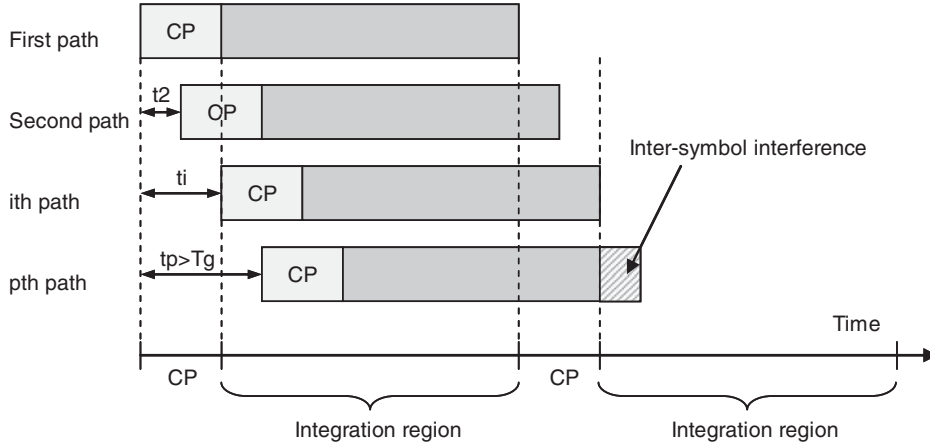 First path
CP
Second path
t2
CP
Inter-symbol interference
ith path
ti
CP
pth path
tp>Tg
CP
Time
CP
CP
Integration region
Integration region